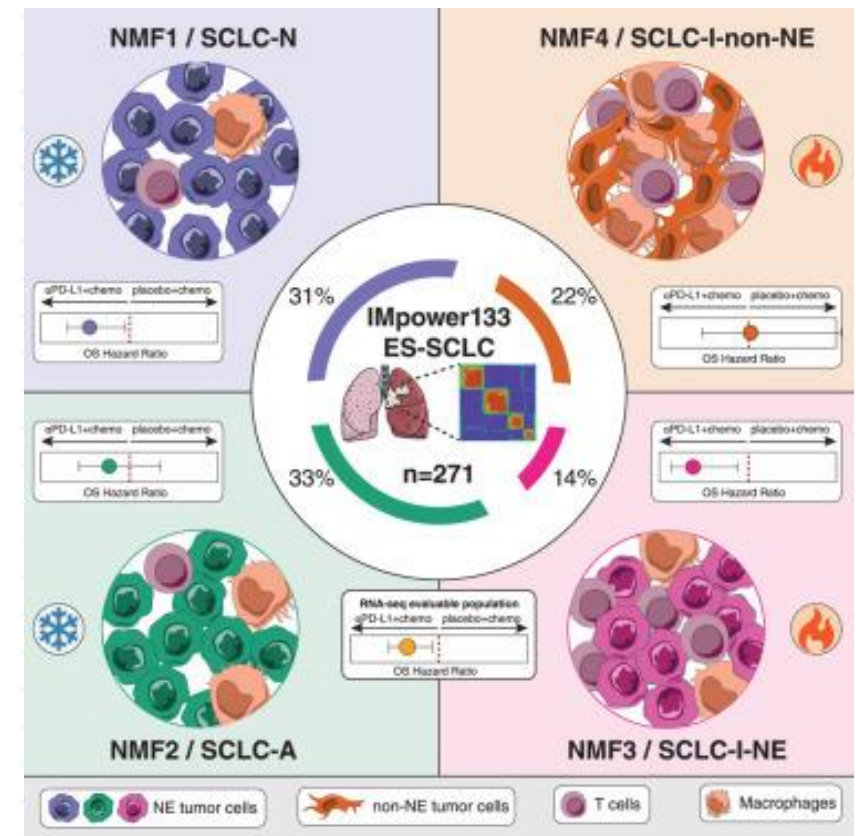 NMF1 / SCLC-N
NMF4 / SCLC-I-non-NE
αPD-L1+chemo placebo+chemo
OS Hazard Ratio
αPD-L1+chemo placebo+chemo
OS Hazard Ratio
31%
22%
IMpower133
ES-SCLC
33%
n=271
14%
αPD-L1+chemo placebo+chemo
OS Hazard Ratio
αPD-L1+chemo placebo+chemo
OS Hazard Ratio
RNA-seq evaluable population
αPD-L1+chemo placebo+chemo
OS Hazard Ratio
NMF2 / SCLC-A
NMF3 / SCLC-I-NE
NE tumor cells
non-NE tumor cells
T cells
Macrophages